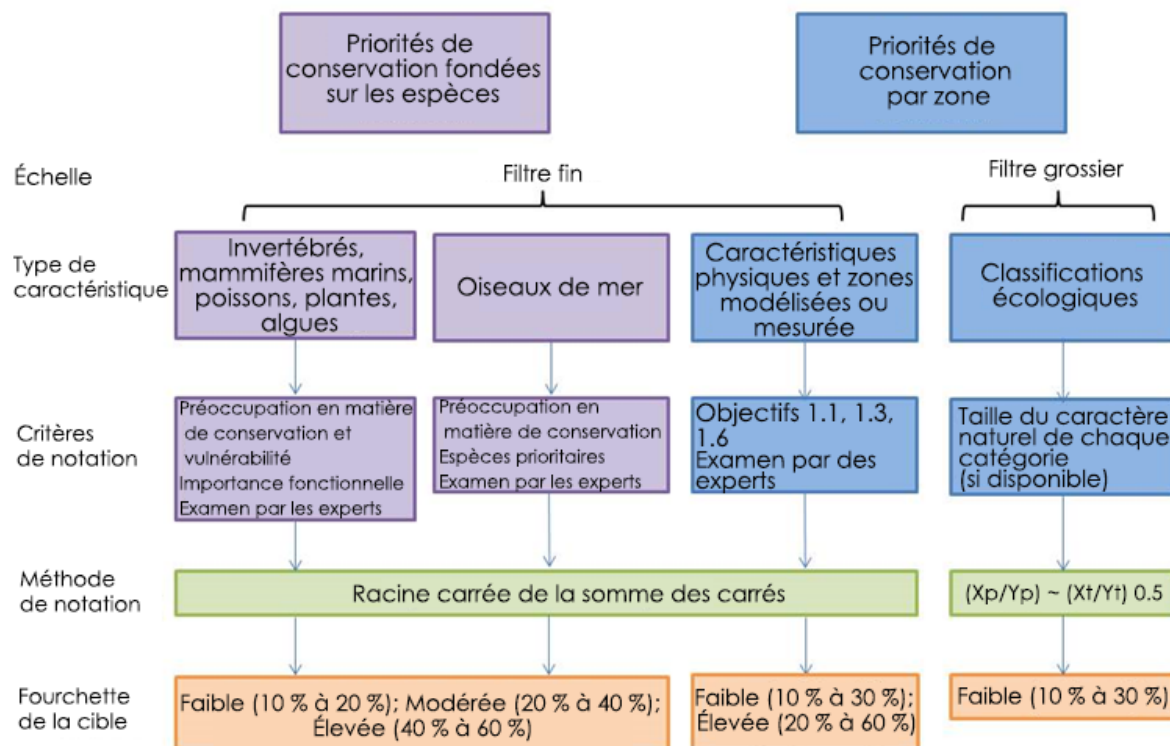 Priorités de
conservation fondées
sur les espèces
Priorités de
conservation
par zone
Échelle
Filtre fin
Filtre grossier
Type de
caractéristique
Invertébrés,
mammifères marins,
poissons, plantes,
algues
Oiseaux de mer
Caractéristiques
physiques et zones
modélisées ou
mesurée
Classifications
écologiques
Critères
de notation
Préoccupation en matière
de conservation et
vulnérabilité
Importance fonctionnelle
Examen par les experts
Préoccupation en
matière de conservation
Espèces prioritaires
Examen par les experts
Objectifs 1.1, 1.3,
1.6
Examen par des
experts
Taille du caractère
naturel de chaque
catégorie
(si disponible)
Méthode
de notation
Racine carrée de la somme des carrés
(Xp/Yp) ~ (Xt/Yt) 0.5
Fourchette
de la cible
Faible (10 % à 20 %); Modérée (20 % à 40 %);
Élevée (40 % à 60 %)
Faible (10 % à 30 %);
Élevée (20 % à 60 %)
Faible (10 % à 30 %)